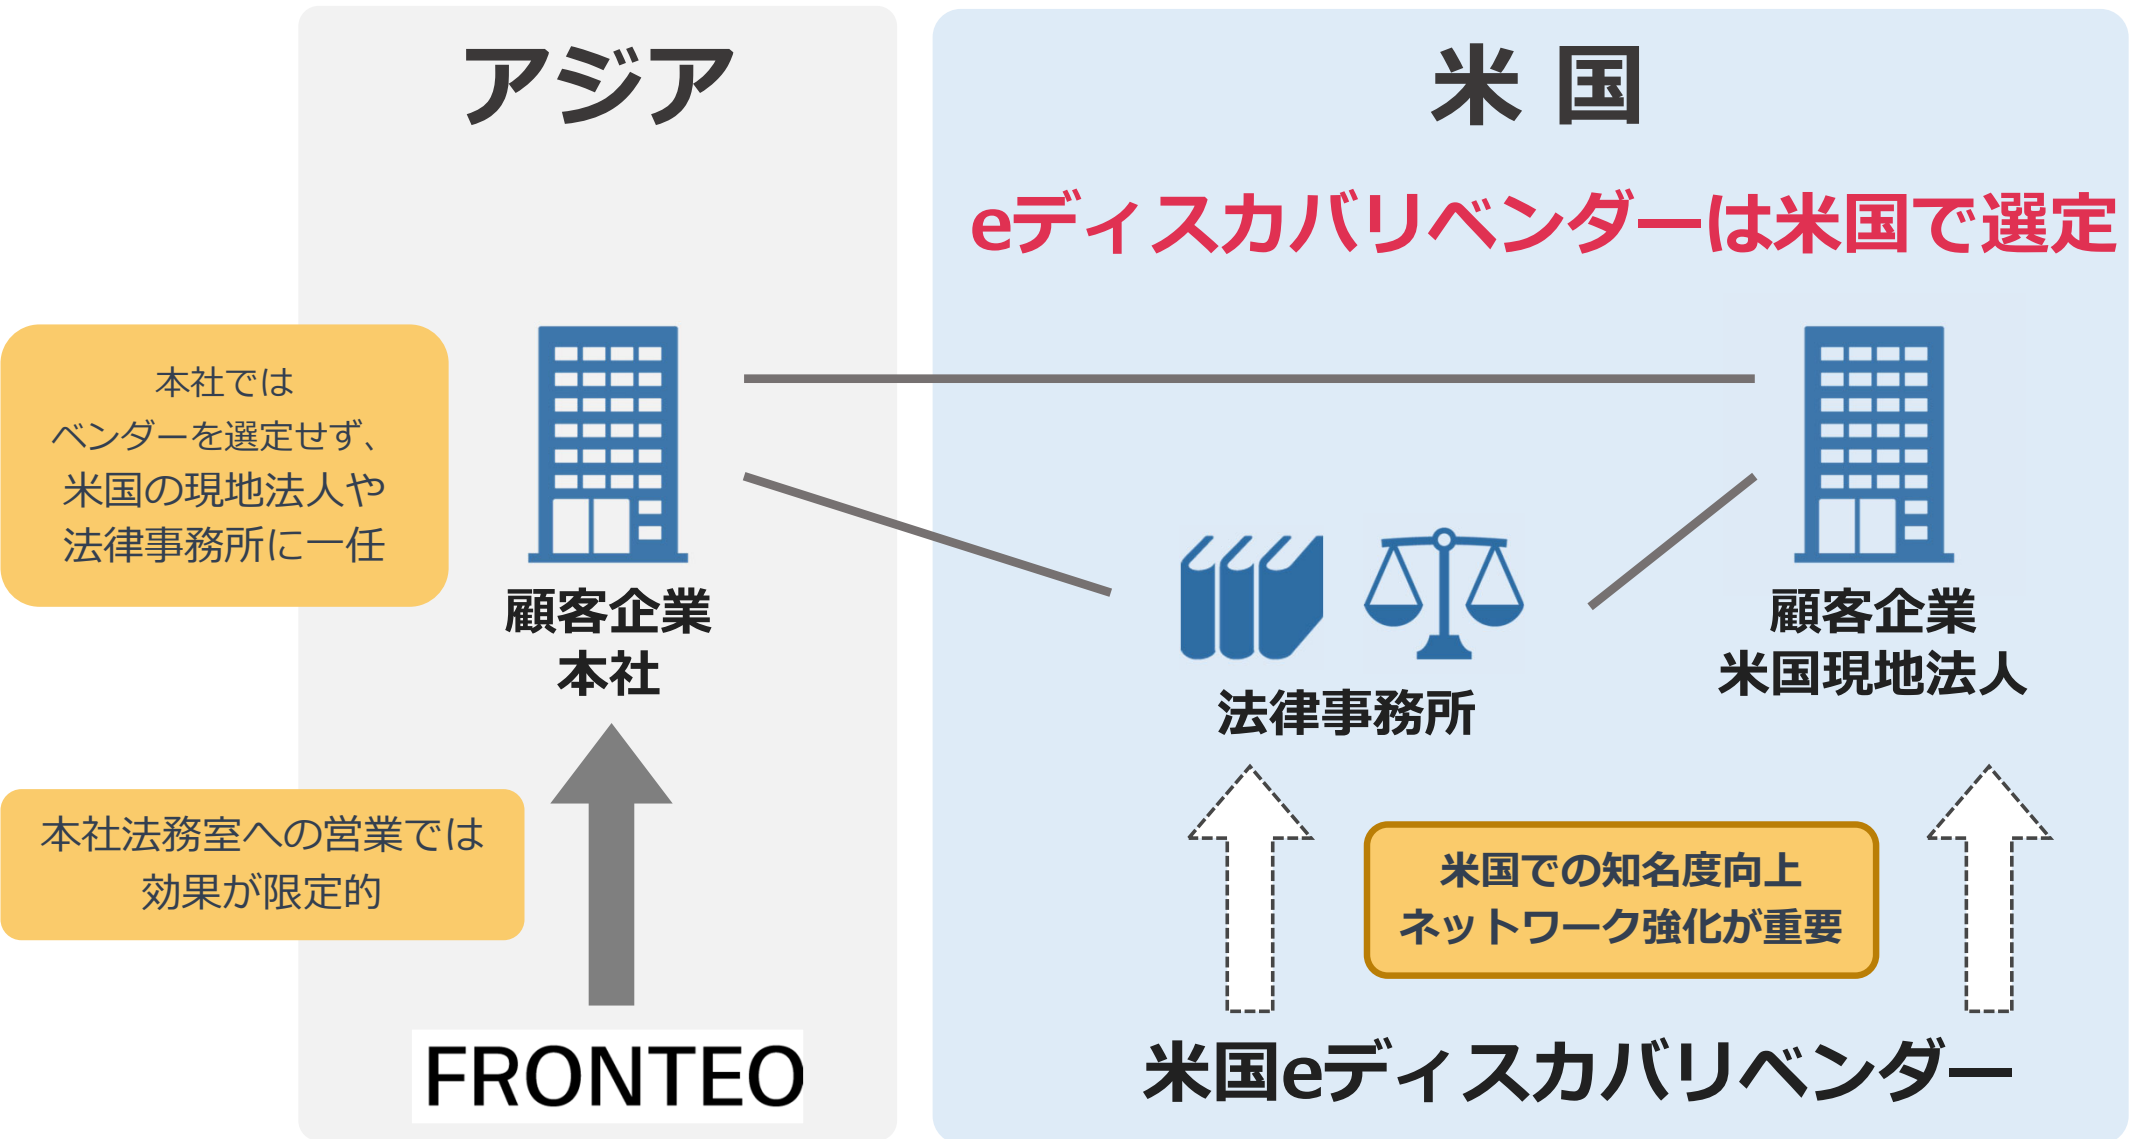 アジア
米国
eディスカバリベンダーは米国で選定
本社では
ベンダーを選定せず、
米国の現地法人や
法律事務所に一任
顧客企業
本社
法律事務所
顧客企業
米国現地法人
本社法務室への営業では
効果が限定的
米国での知名度向上
ネットワーク強化が重要
FRONTEO
米国eディスカバリベンダー